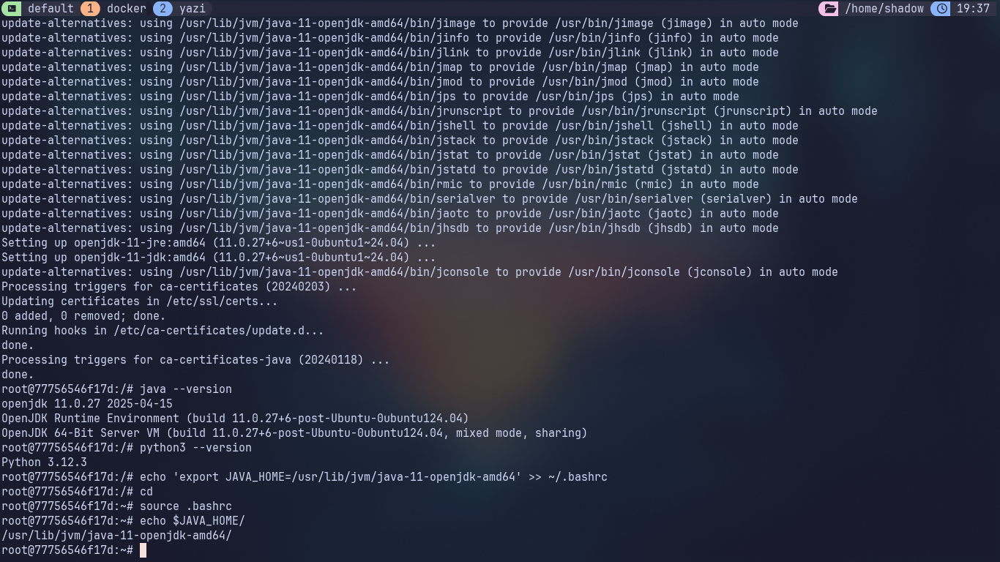 default 1 docker 2 yazi /home/shadow 19:37
update-alternatives: using /usr/lib/jvm/java-11-openjdk-amd64/bin/jimage to provide /usr/bin/jimage (jimage) in auto mode
update-alternatives: using /usr/lib/jvm/java-11-openjdk-amd64/bin/jinfo to provide /usr/bin/jinfo (jinfo) in auto mode
update-alternatives: using /usr/lib/jvm/java-11-openjdk-amd64/bin/jlink to provide /usr/bin/jlink (jlink) in auto mode
update-alternatives: using /usr/lib/jvm/java-11-openjdk-amd64/bin/jmap to provide /usr/bin/jmap (jmap) in auto mode
update-alternatives: using /usr/lib/jvm/java-11-openjdk-amd64/bin/jmod to provide /usr/bin/jmod (jmod) in auto mode
update-alternatives: using /usr/lib/jvm/java-11-openjdk-amd64/bin/jps to provide /usr/bin/jps (jps) in auto mode
update-alternatives: using /usr/lib/jvm/java-11-openjdk-amd64/bin/jrunscript to provide /usr/bin/jrunscript (jrunscript) in auto mode
update-alternatives: using /usr/lib/jvm/java-11-openjdk-amd64/bin/jshell to provide /usr/bin/jshell (jshell) in auto mode
update-alternatives: using /usr/lib/jvm/java-11-openjdk-amd64/bin/jstack to provide /usr/bin/jstack (jstack) in auto mode
update-alternatives: using /usr/lib/jvm/java-11-openjdk-amd64/bin/jstat to provide /usr/bin/jstat (jstat) in auto mode
update-alternatives: using /usr/lib/jvm/java-11-openjdk-amd64/bin/jstatd to provide /usr/bin/jstatd (jstatd) in auto mode
update-alternatives: using /usr/lib/jvm/java-11-openjdk-amd64/bin/rmic to provide /usr/bin/rmic (rmic) in auto mode
update-alternatives: using /usr/lib/jvm/java-11-openjdk-amd64/bin/serialver to provide /usr/bin/serialver (serialver) in auto mode
update-alternatives: using /usr/lib/jvm/java-11-openjdk-amd64/bin/jaotc to provide /usr/bin/jaotc (jaotc) in auto mode
update-alternatives: using /usr/lib/jvm/java-11-openjdk-amd64/bin/jhsdb to provide /usr/bin/jhsdb (jhsdb) in auto mode
Setting up openjdk-11-jre:amd64 (11.0.27+6~us1-0ubuntu1~24.04) ...
Setting up openjdk-11-jdk:amd64 (11.0.27+6~us1-0ubuntu1~24.04) ...
update-alternatives: using /usr/lib/jvm/java-11-openjdk-amd64/bin/jconsole to provide /usr/bin/jconsole (jconsole) in auto mode
Processing triggers for ca-certificates (20240203) ...
Updating certificates in /etc/ssl/certs...
0 added, 0 removed; done.
Running hooks in /etc/ca-certificates/update.d...
done.
Processing triggers for ca-certificates-java (20240118) ...
done.
root@77756546f17d:/# java --version
openjdk 11.0.27 2025-04-15
OpenJDK Runtime Environment (build 11.0.27+6-post-Ubuntu-0ubuntu124.04)
OpenJDK 64-Bit Server VM (build 11.0.27+6-post-Ubuntu-0ubuntu124.04, mixed mode, sharing)
root@77756546f17d:/# python3 --version
Python 3.12.3
root@77756546f17d:/# echo 'export JAVA_HOME=/usr/lib/jvm/java-11-openjdk-amd64' >> ~/.bashrc
root@77756546f17d:/# cd
root@77756546f17d:~# source .bashrc
root@77756546f17d:~# echo $JAVA_HOME/
/usr/lib/jvm/java-11-openjdk-amd64/
root@77756546f17d:~#